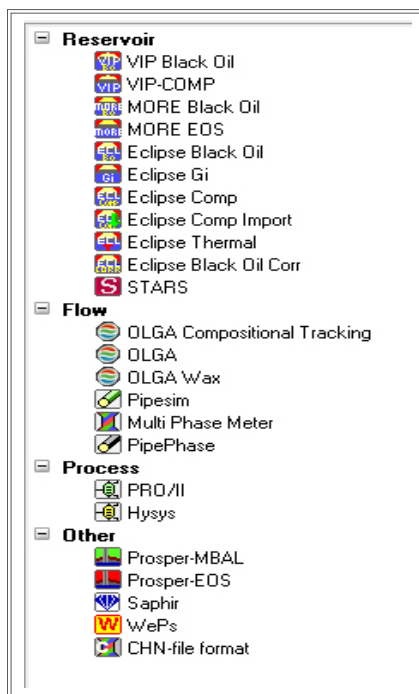 Reservoir
VIP Black Oil
VIP-COMP
MORE Black Oil
MORE EOS
Eclipse Black Oil
Eclipse Gi
Eclipse Comp
Eclipse Comp Import
Eclipse Thermal
Eclipse Black Oil Corr
STARS
Flow
OLGA Compositional Tracking
OLGA
OLGA Wax
Pipesim
Multi Phase Meter
PipePhase
Process
PRO/II
Hysys
Other
Prosper-MBAL
Prosper-EOS
Saphir
WePs
CHN-file format